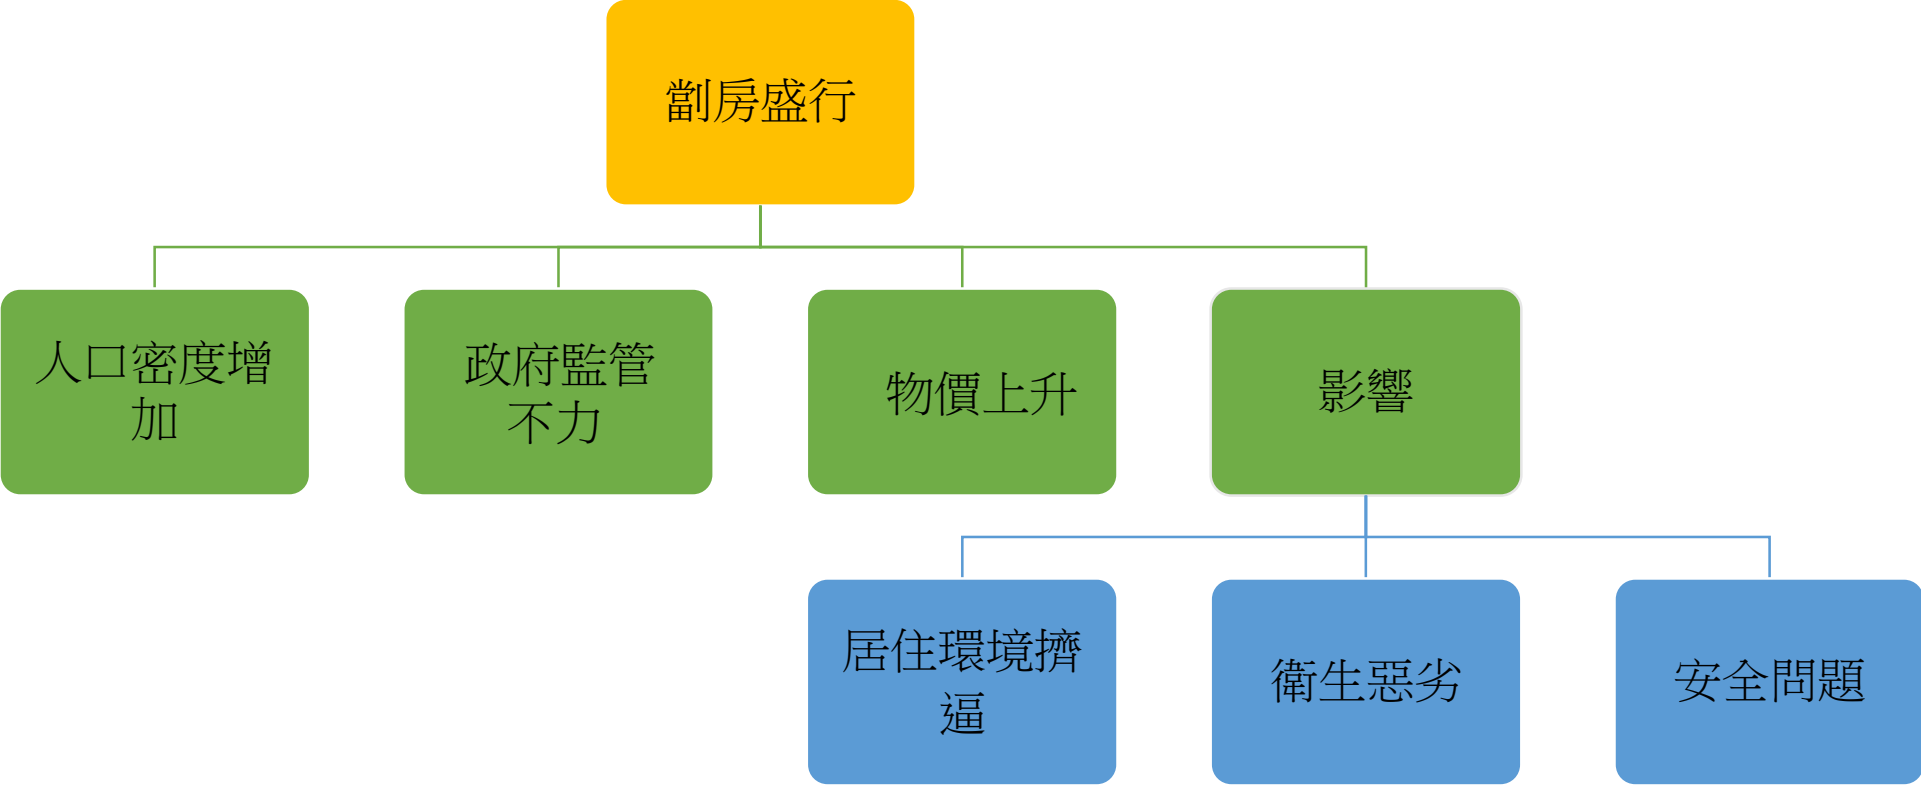 劏房盛行
人口密度增
加
政府監管
不力
物價上升
影響
居住環境擠
逼
衛生惡劣
安全問題